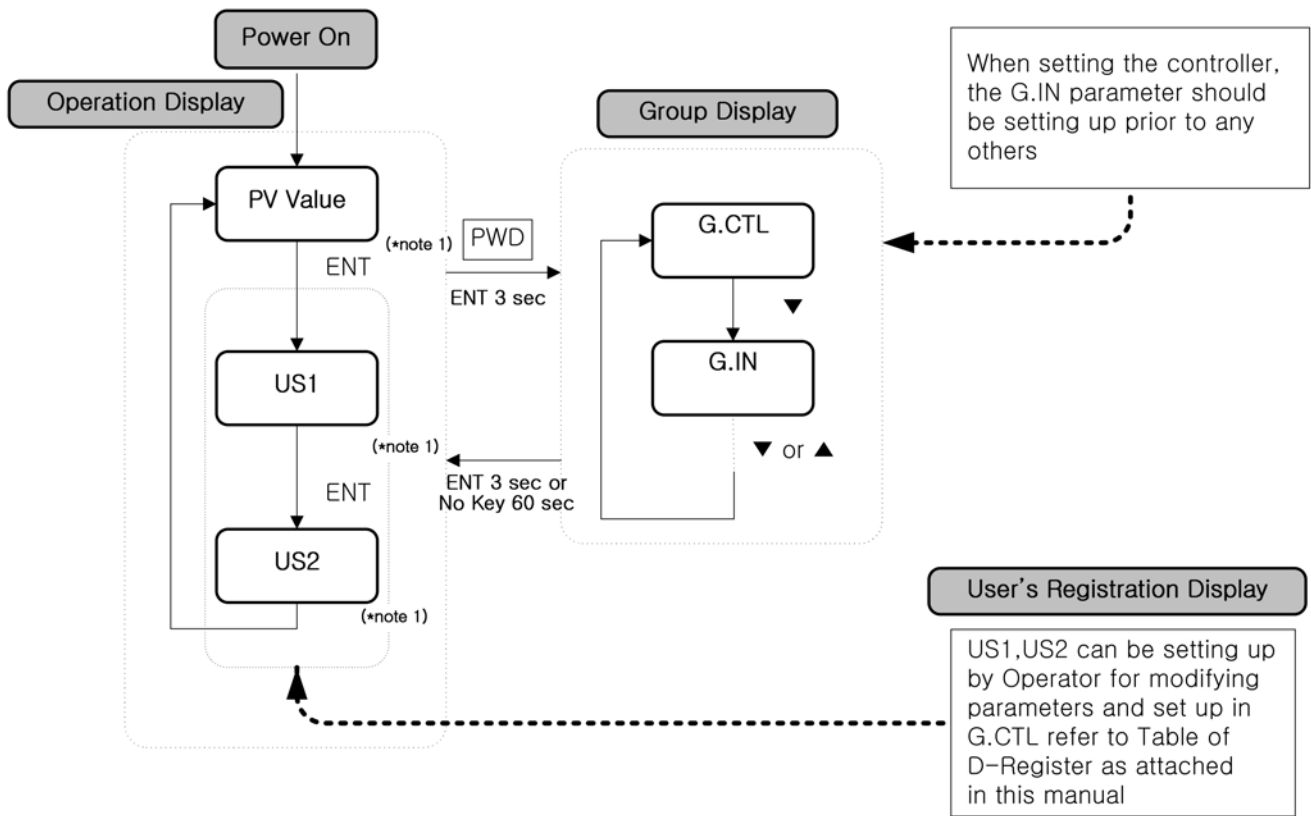 Power On
Operation Display
PV Value
(*note 1)
ENT
US1
(*note 1)
ENT
US2
(*note 1)
PWD
ENT 3 sec
ENT 3 sec or
No Key 60 sec
Group Display
G.CTL
▼
G.IN
▼ or ▲
When setting the controller,
the G.IN parameter should
be setting up prior to any
others
User's Registration Display
US1,US2 can be setting up
by Operator for modifying
parameters and set up in
G.CTL refer to Table of
D-Register as attached
in this manual